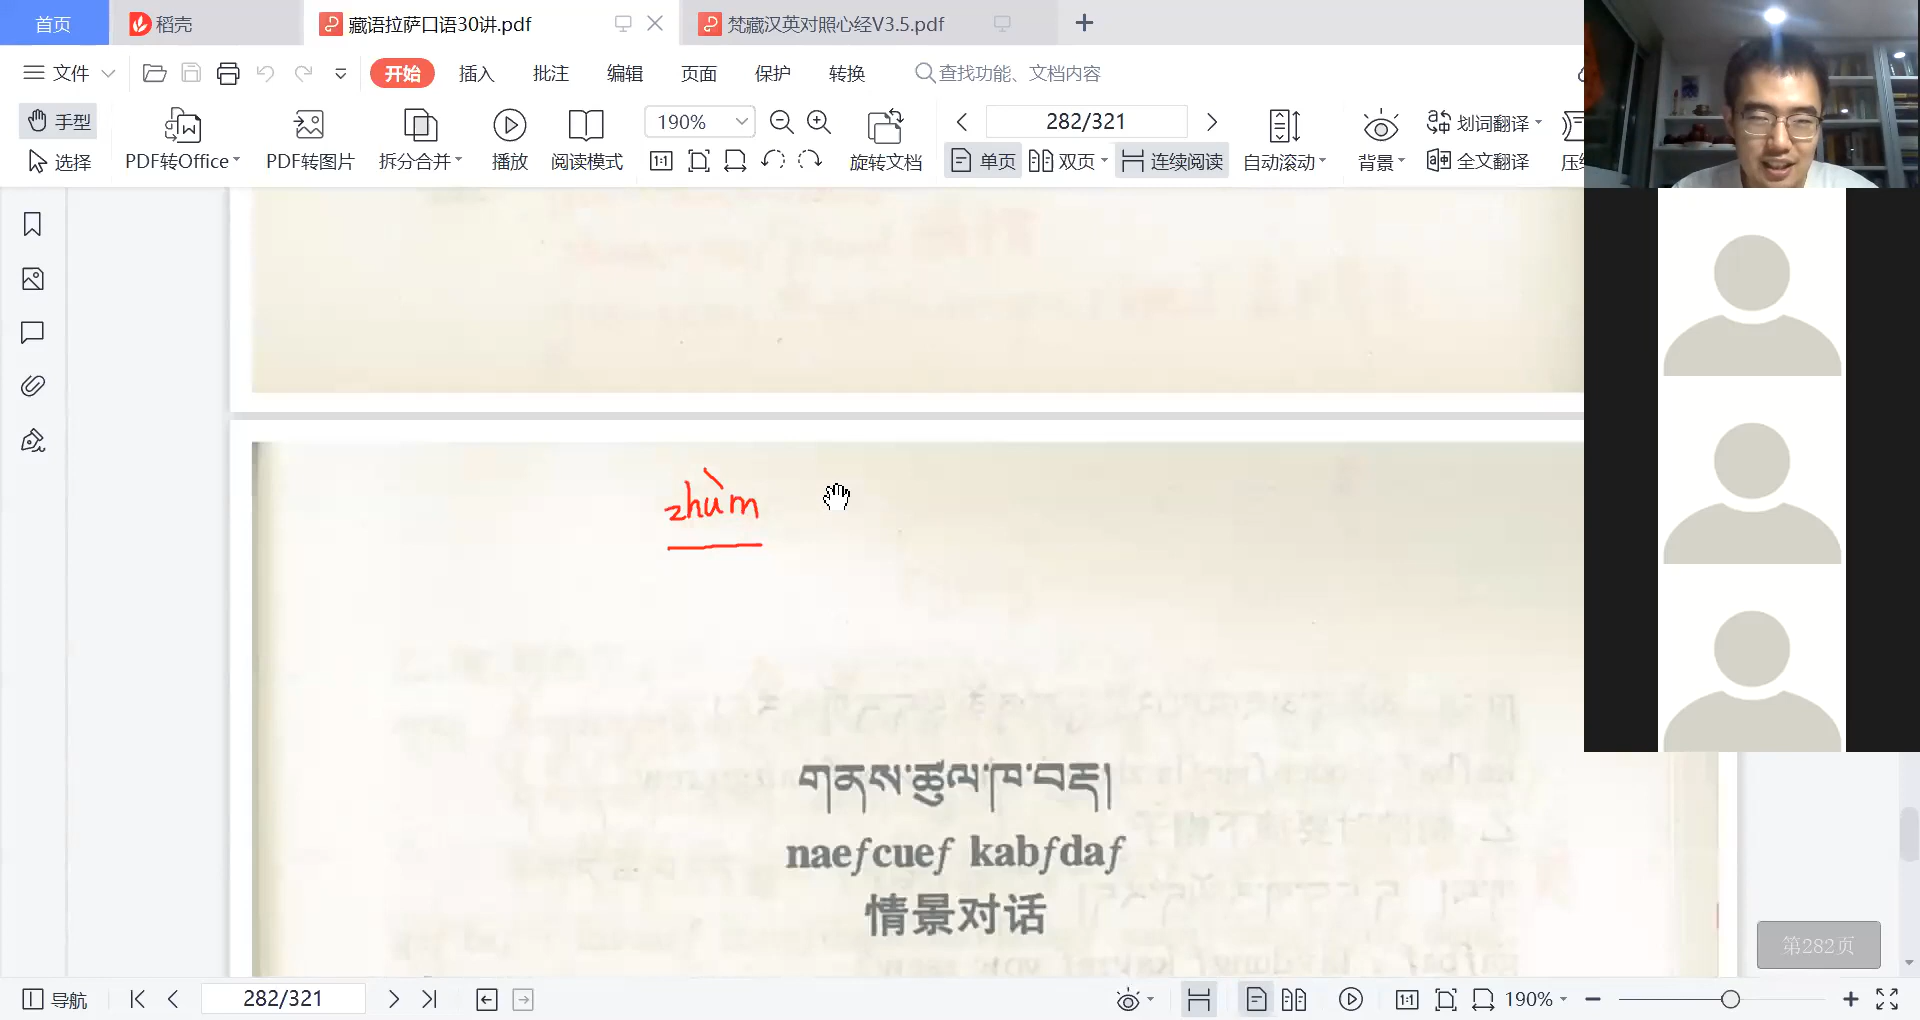 首页
稻壳
藏语拉萨口语30讲.pdf
梵藏汉英对照心经V3.5.pdf
文件
开始
插入
批注
编辑
页面
保护
转换
查找功能、文档内容
手型
选择
PDF转Office
PDF转图片
拆分合并
播放
阅读模式
190%
旋转文档
282/321
单页
双页
连续阅读
自动滚动
背景
划词翻译
全文翻译
zhùm
གནས་ཚུལ་ཁ་བརྡ།
naefcuef kabfdaf
情景对话
第282页
导航
282/321
190%